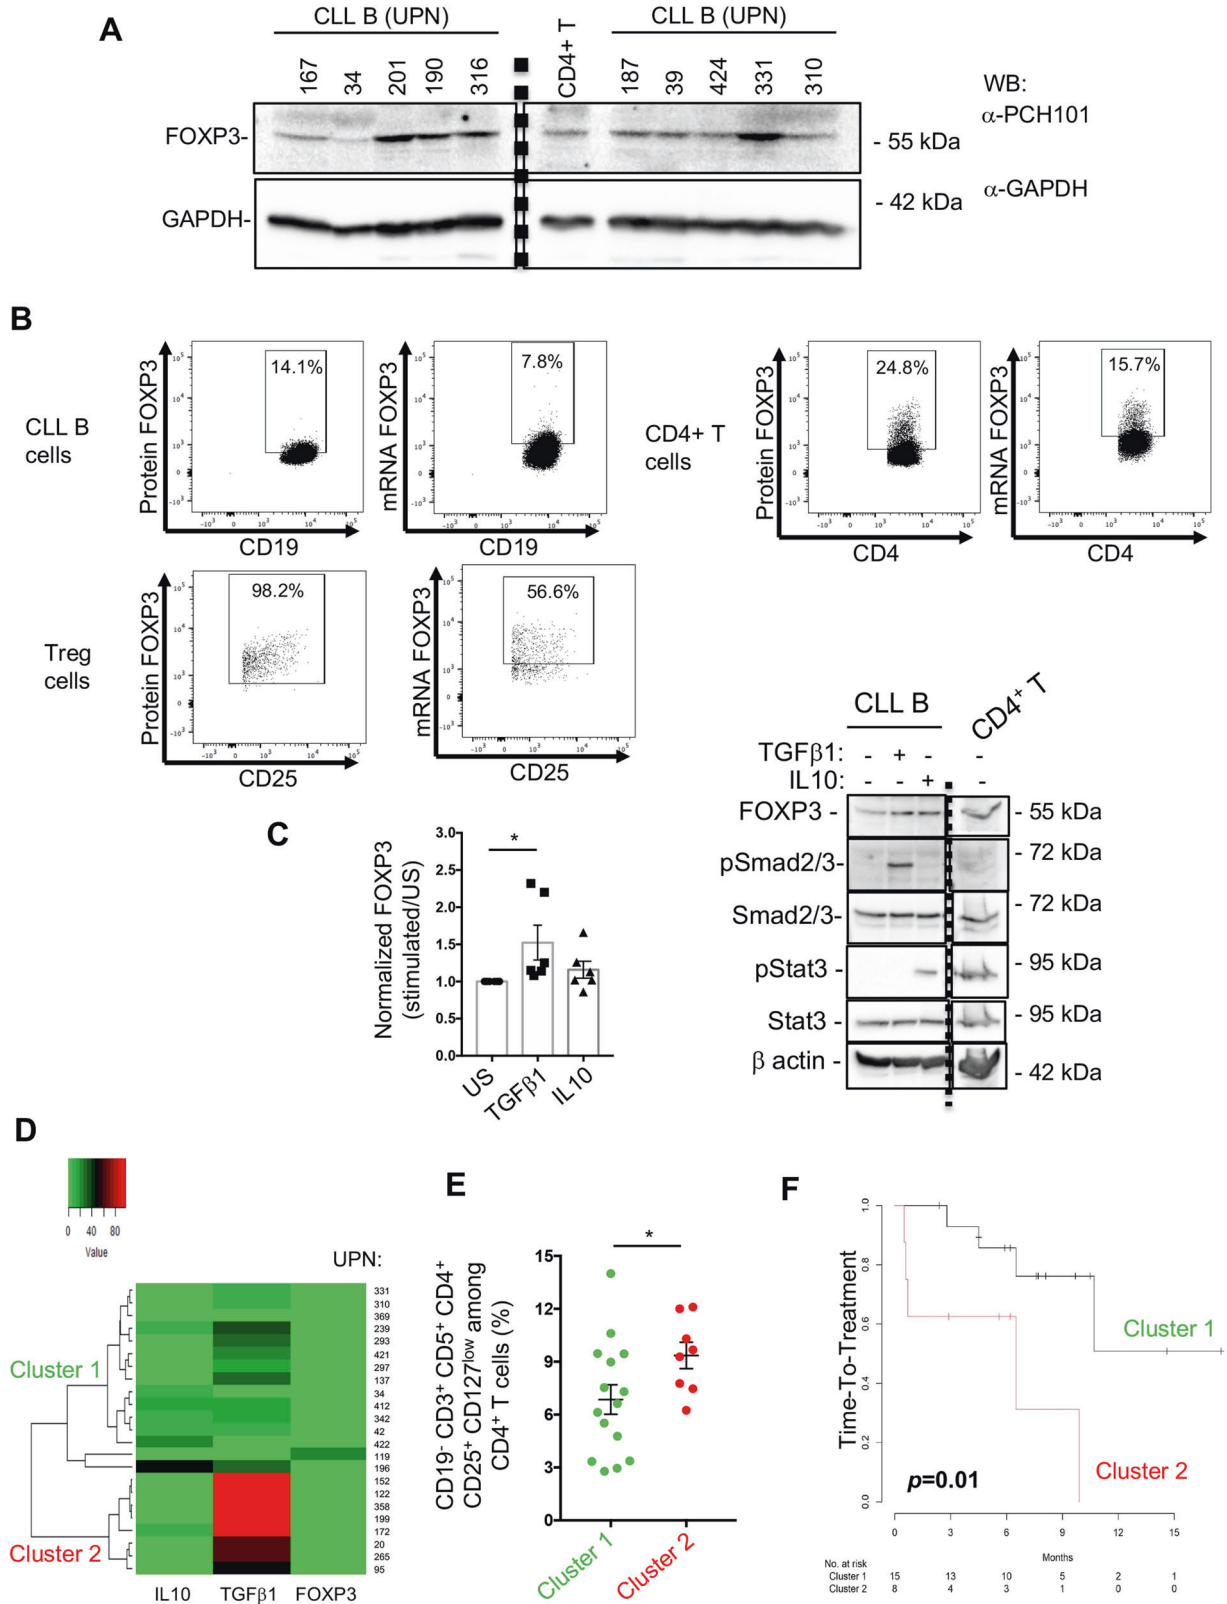 A
CLL B (UPN)
CLL B (UPN)
167
34
201
190
316
CD4+ T
187
39
424
331
310
WB:
α-PCH101
FOXP3-
- 55 kDa
GAPDH-
- 42 kDa
α-GAPDH
B
CLL B
cells
Protein FOXP3
14.1%
CD19
mRNA FOXP3
7.8%
CD19
CD4+ T
cells
Protein FOXP3
24.8%
CD4
mRNA FOXP3
15.7%
CD4
Treg
cells
Protein FOXP3
98.2%
CD25
mRNA FOXP3
56.6%
CD25
C
Normalized FOXP3
(stimulated/US)
3.0
2.5
2.0
1.5
1.0
0.5
0.0
*
US
TGFβ1
IL10
CLL B
CD4⁺ T
TGFβ1: - + - -
IL10: - - + -
FOXP3 - - 55 kDa
pSmad2/3- - 72 kDa
Smad2/3- - 72 kDa
pStat3 - 95 kDa
Stat3 - - 95 kDa
β actin - - 42 kDa
D
0 40 80
Value
UPN:
331
310
369
239
293
421
297
137
34
412
342
42
422
119
196
152
122
358
199
172
20
265
95
Cluster 1
Cluster 2
IL10 TGFβ1 FOXP3
E
CD19⁻ CD3⁺ CD5⁺ CD4⁺
CD25⁺ CD127ˡᵒʷ among
CD4⁺ T cells (%)
15
12
9
6
3
0
*
Cluster 1
Cluster 2
F
Time-To-Treatment
1.0
0.8
0.6
0.4
0.2
0.0
Cluster 1
Cluster 2
p=0.01
0 3 6 9 12 15
Months
No. at risk
Cluster 1 15 13 10 5 2 1
Cluster 2 8 4 3 1 0 0